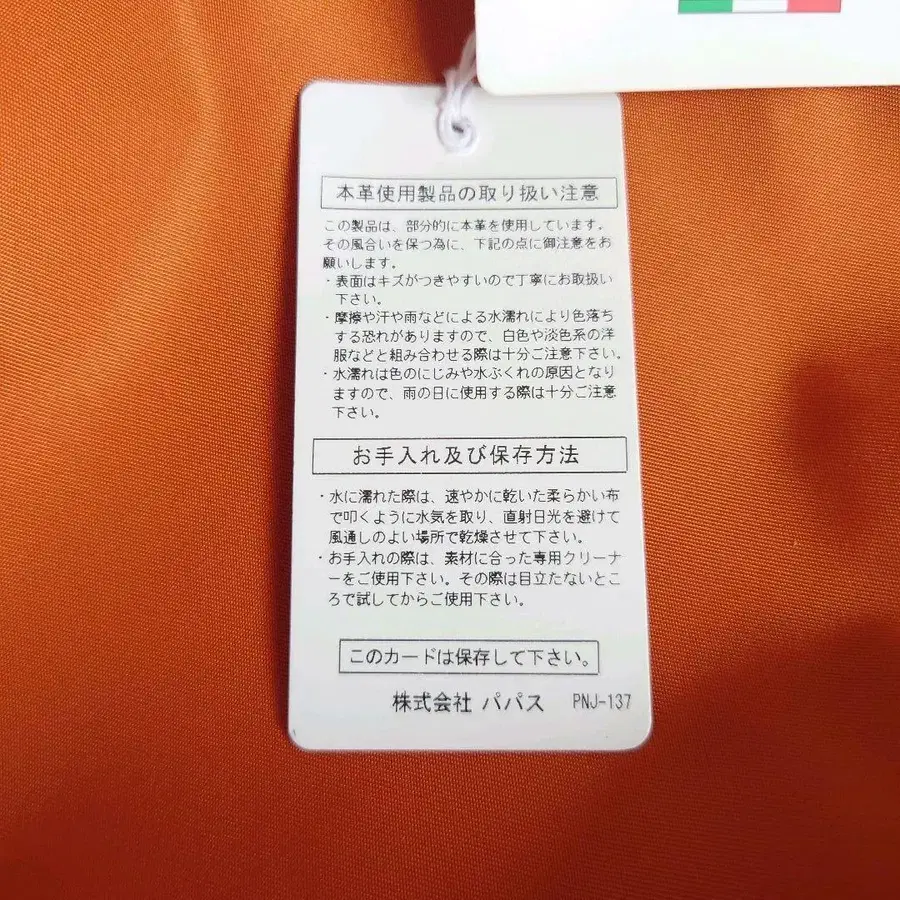 本革使用製品の取り扱い注意
この製品は、部分的に本革を使用しています。
その風合いを保つ為に、下記の点に御注意をお
願いします。
・表面はキズがつきやすいので丁寧にお取扱い
下さい。
・摩擦や汗や雨などによる水濡れにより色落ち
する恐れがありますので、白色や淡色系の洋
服などと組み合わせる際は十分ご注意下さい。
・水濡れは色のにじみや水ぶくれの原因となり
ますので、雨の日に使用する際は十分ご注意
下さい。
お手入れ及び保存方法
・水に濡れた際は、速やかに乾いた柔らかい布
で叩くように水気を取り、直射日光を避けて
風通しのよい場所で乾燥させて下さい。
・お手入れの際は、素材に合った専用クリーナ
ーをご使用下さい。その際は目立たないとこ
ろで試してからご使用下さい。
このカードは保存して下さい。
株式会社 パパス PNJ-137